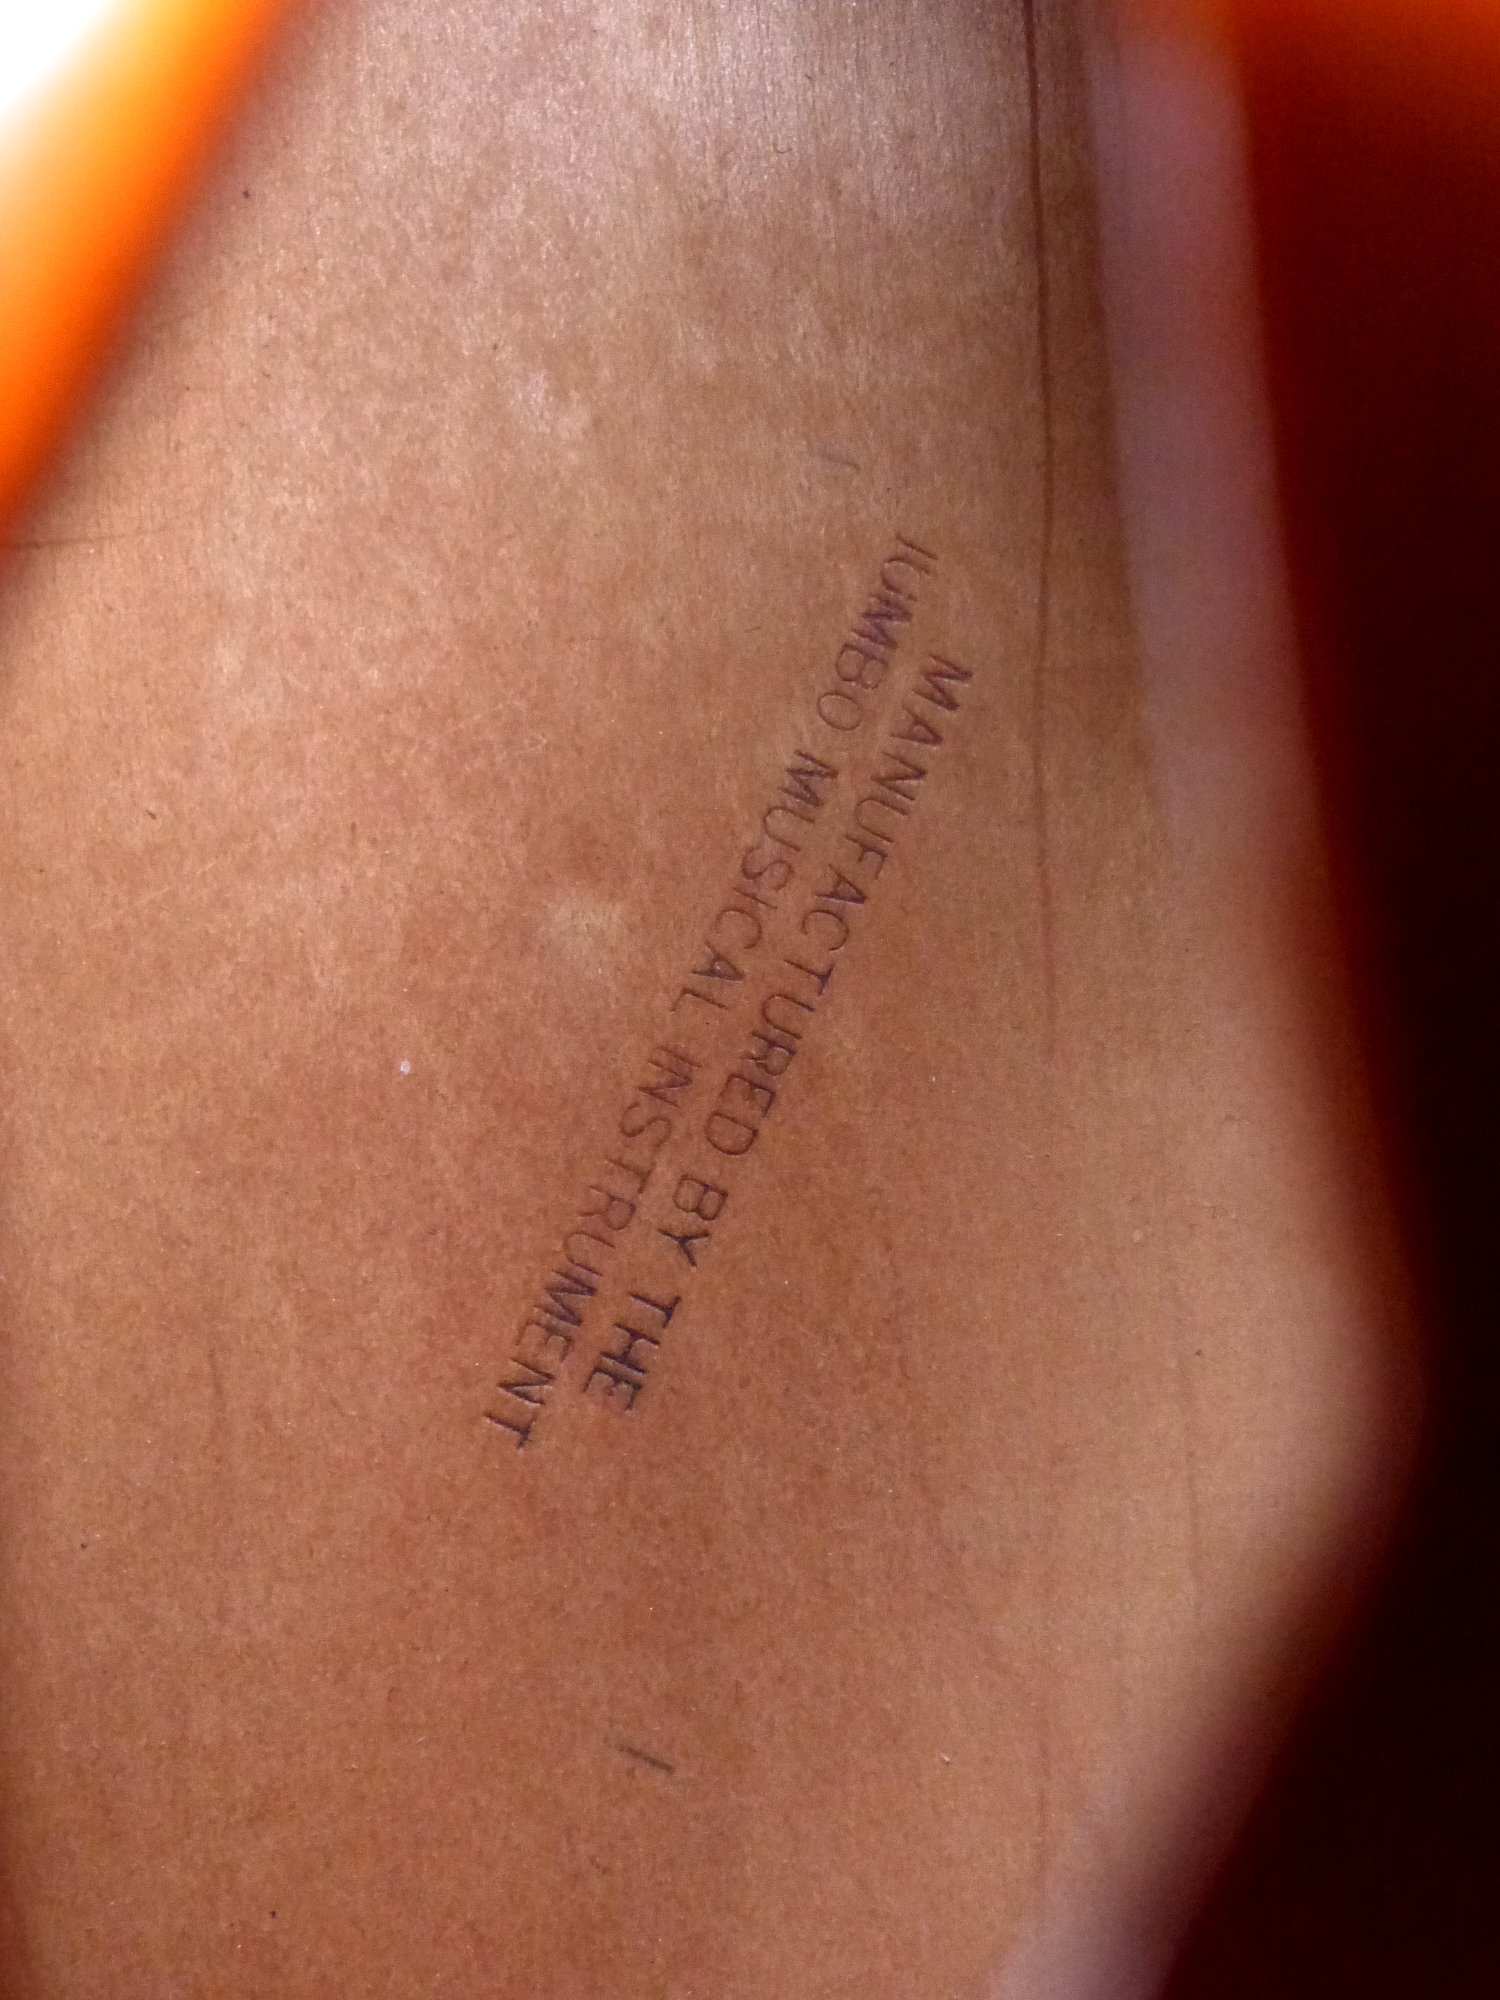 MANUFACTURED BY THE
JUMBO MUSICAL INSTRUMENT